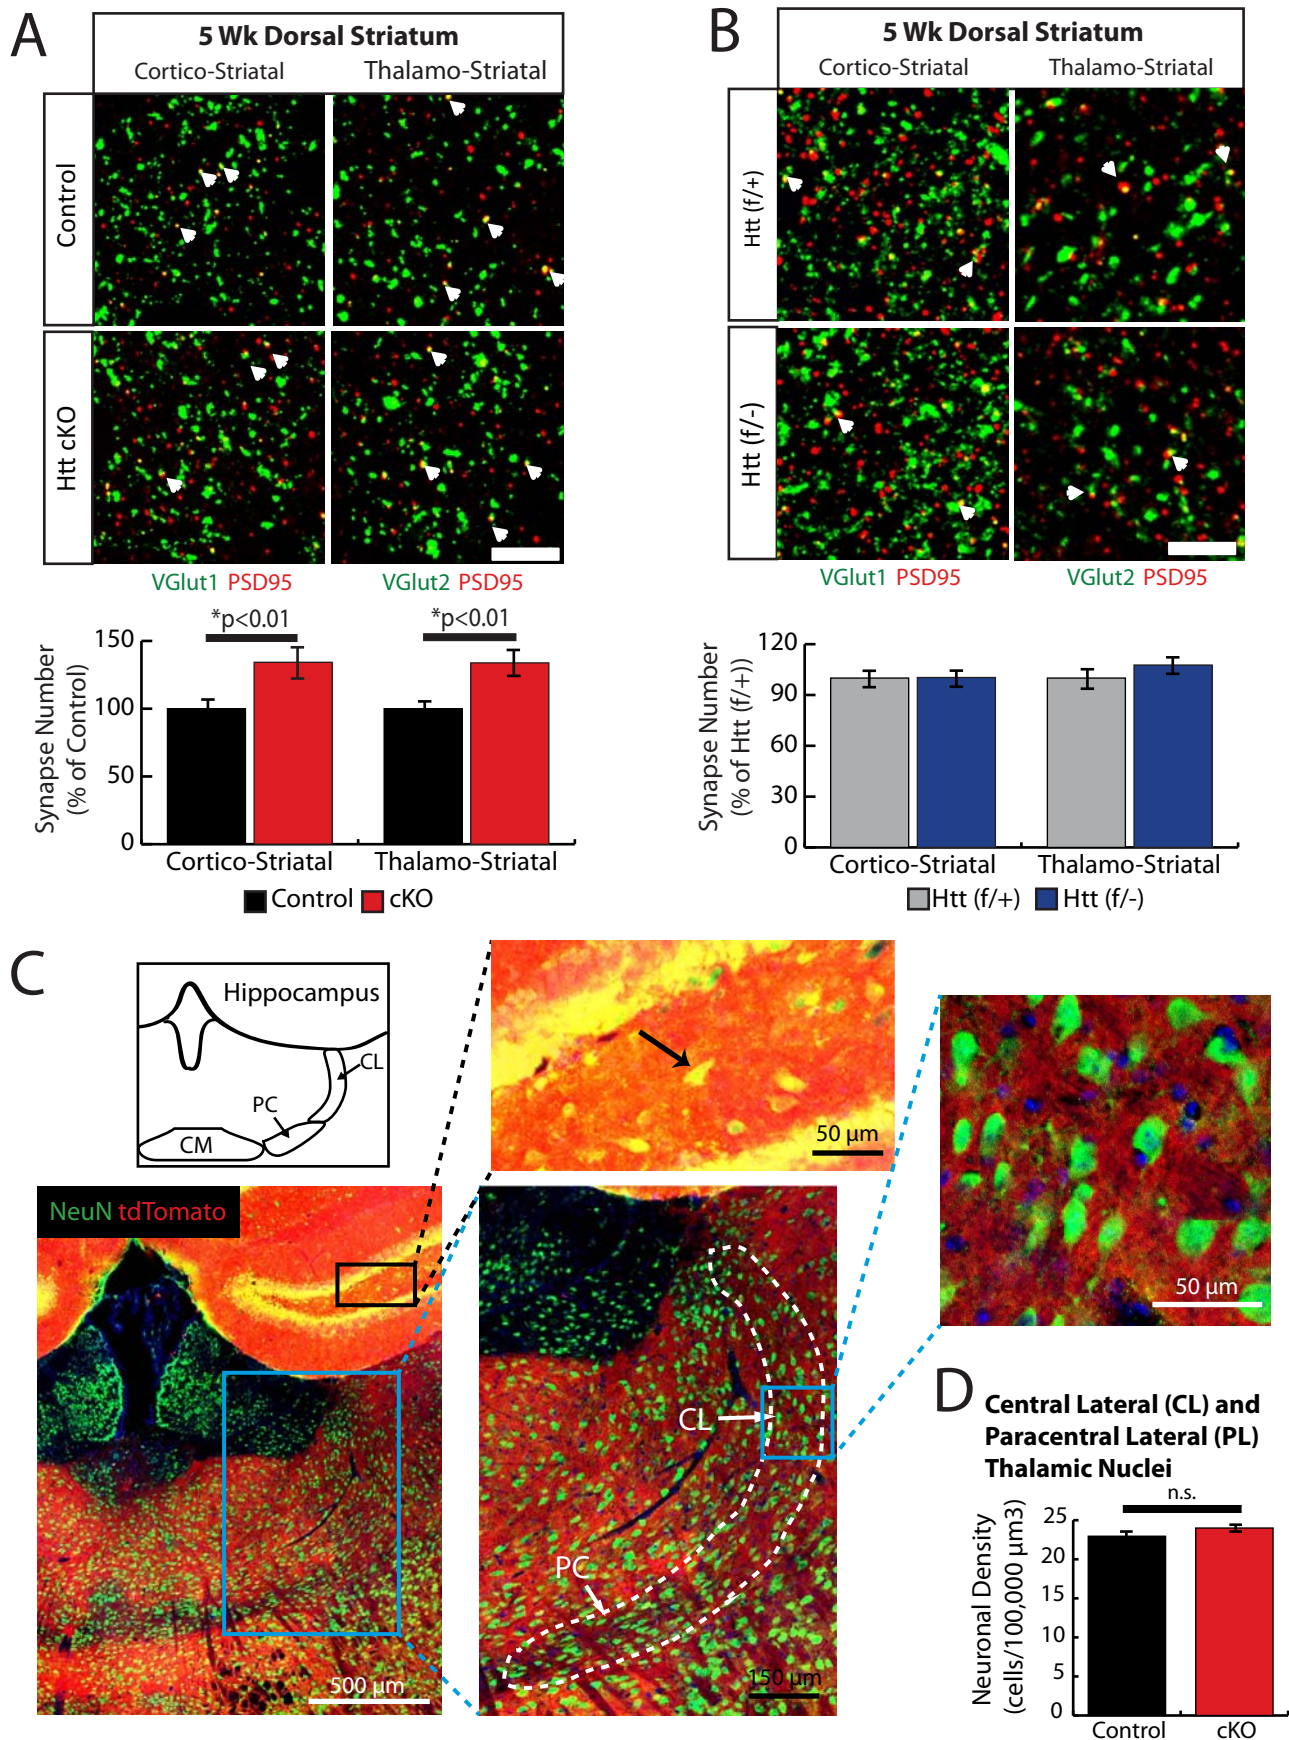 A
5 Wk Dorsal Striatum
Cortico-Striatal Thalamo-Striatal
Control
Htt cKO
VGlut1 PSD95 VGlut2 PSD95
*p<0.01 *p<0.01
Synapse Number
(% of Control)
150
100
50
0
Cortico-Striatal Thalamo-Striatal
Control cKO
B
5 Wk Dorsal Striatum
Cortico-Striatal Thalamo-Striatal
Htt (f/+)
Htt (f/-)
VGlut1 PSD95 VGlut2 PSD95
Synapse Number
(% of Htt (f/+))
120
90
60
30
0
Cortico-Striatal Thalamo-Striatal
Htt (f/+) Htt (f/-)
C
Hippocampus
CL
PC
CM
NeuN tdTomato
500 µm
50 µm
CL
PC
150 µm
50 µm
D
Central Lateral (CL) and
Paracentral Lateral (PL)
Thalamic Nuclei
n.s.
Neuronal Density
(cells/100,000 µm3)
25
20
15
10
5
0
Control cKO